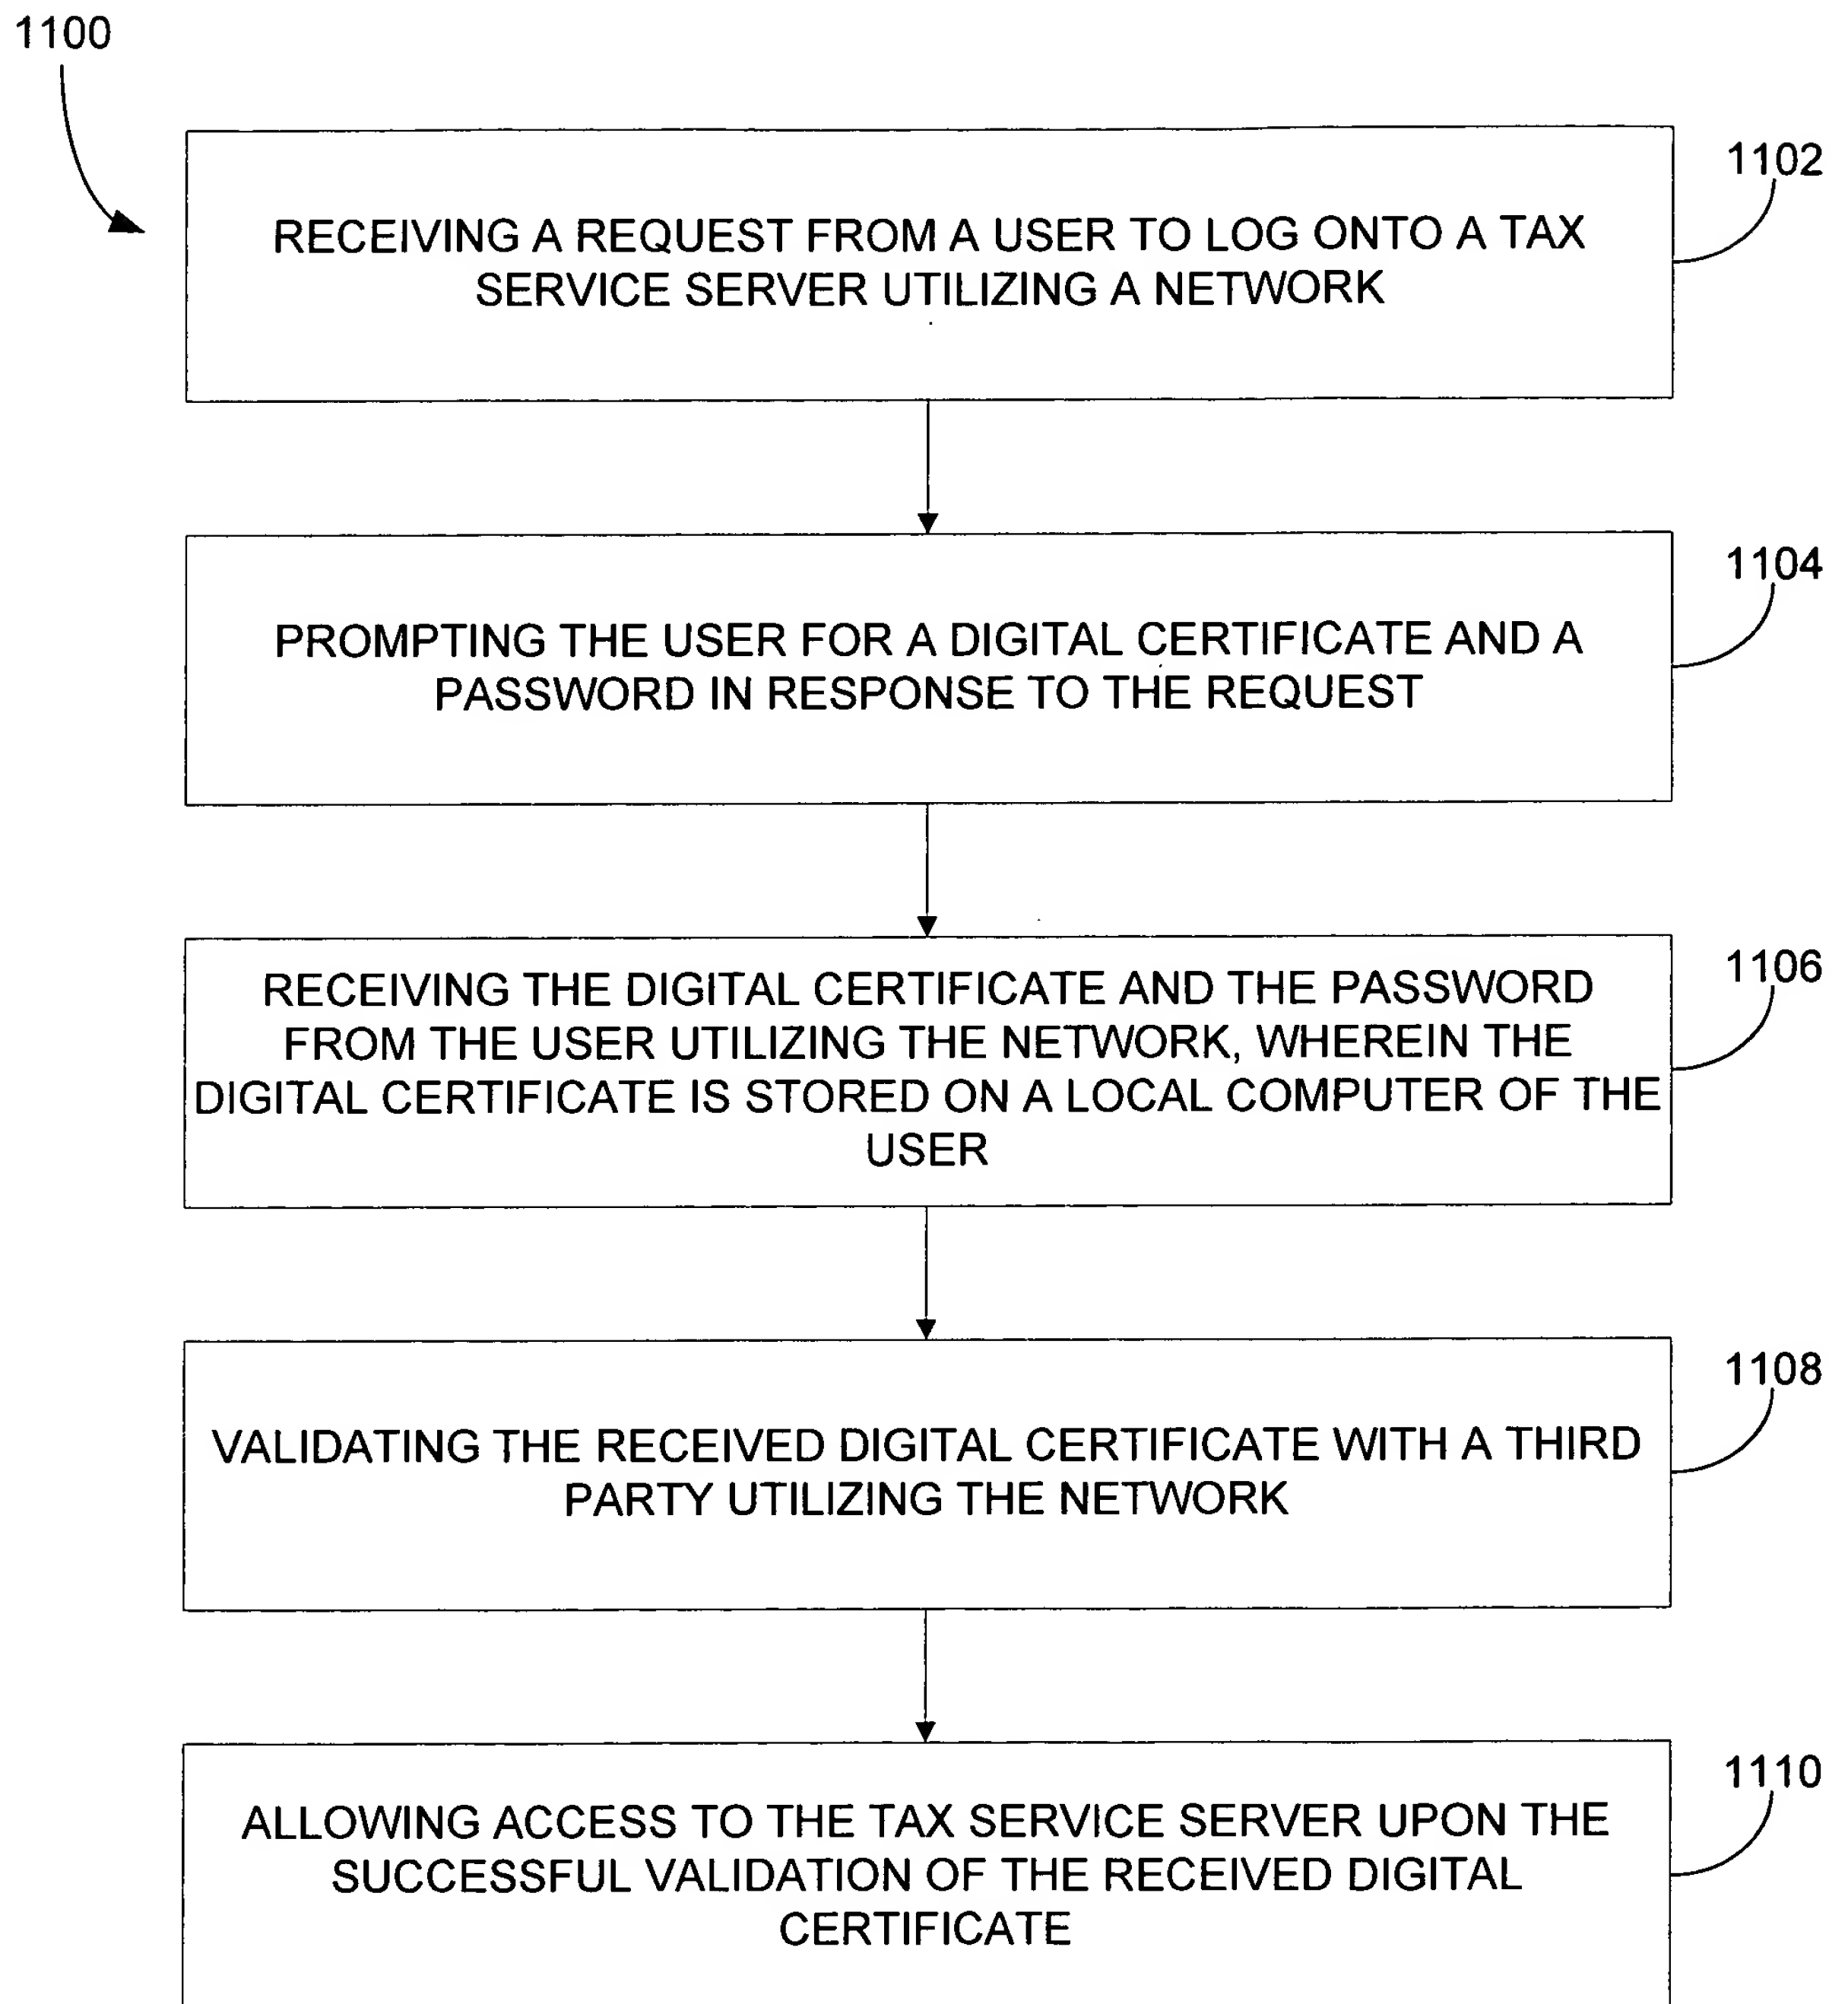 1100
1102
RECEIVING A REQUEST FROM A USER TO LOG ONTO A TAX
SERVICE SERVER UTILIZING A NETWORK
1104
PROMPTING THE USER FOR A DIGITAL CERTIFICATE AND A
PASSWORD IN RESPONSE TO THE REQUEST
1106
RECEIVING THE DIGITAL CERTIFICATE AND THE PASSWORD
FROM THE USER UTILIZING THE NETWORK, WHEREIN THE
DIGITAL CERTIFICATE IS STORED ON A LOCAL COMPUTER OF THE
USER
1108
VALIDATING THE RECEIVED DIGITAL CERTIFICATE WITH A THIRD
PARTY UTILIZING THE NETWORK
1110
ALLOWING ACCESS TO THE TAX SERVICE SERVER UPON THE
SUCCESSFUL VALIDATION OF THE RECEIVED DIGITAL
CERTIFICATE